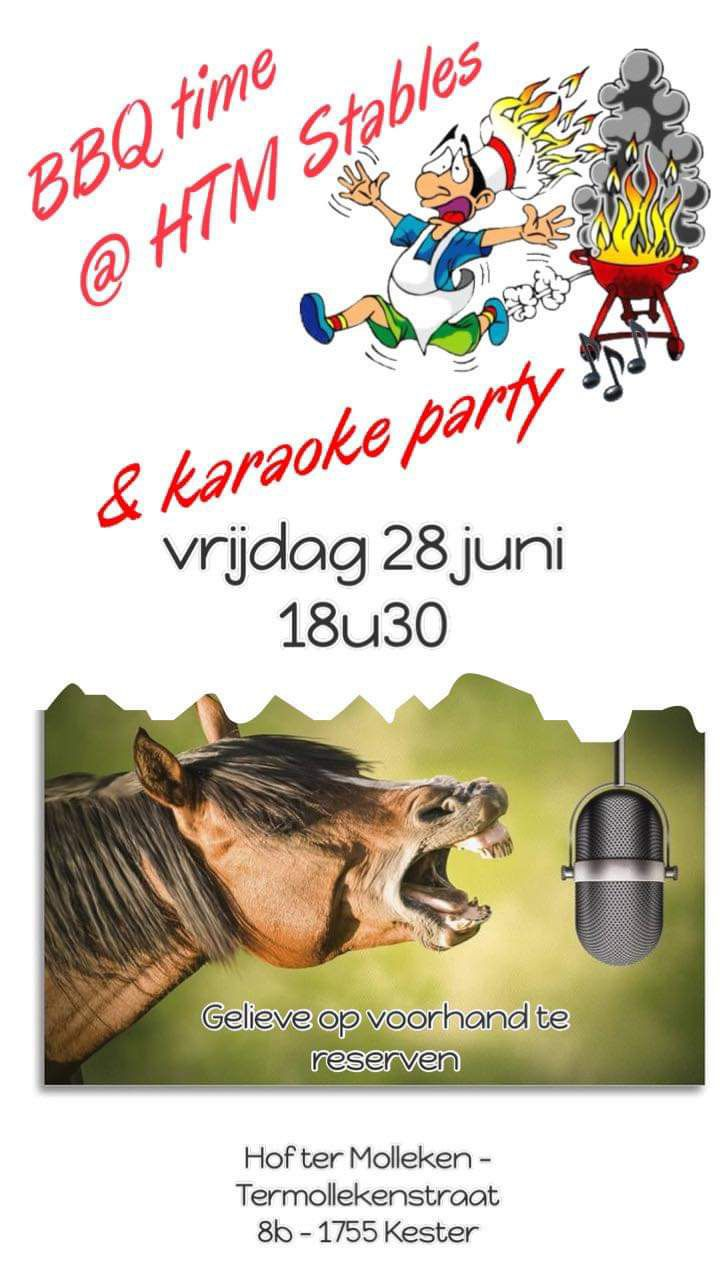 BBQ time
@ HTM Stables
& karaoke party
vrijdag 28 juni
18u30
Gelieve op voorhand te
reserven
Hof ter Molleken -
Termollekenstraat
8b - 1755 Kester